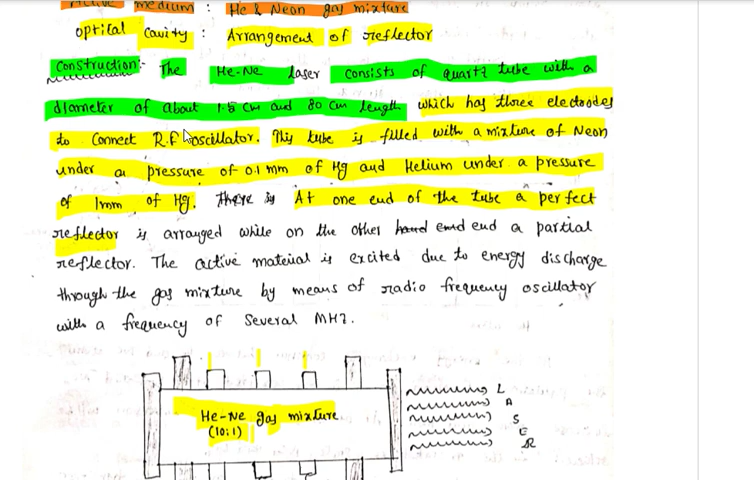 Active medium : He & Neon gas mixture
Optical Cavity : Arrangement of reflector
Construction:- The He-Ne Laser consists of quartz tube with a
diameter of about 1.5 cm and 80 cm length which has three electrodes
to connect R.F oscillator. This tube is filled with a mixture of Neon
under a pressure of 0.1 mm of Hg and Helium under a pressure
of 1mm of Hg. There is At one end of the tube a perfect
reflector is arranged while on the other hand end end a partial
reflector. The active material is excited due to energy discharge
through the gas mixture by means of radio frequency oscillator
with a frequency of several MHz.
He-Ne gas mixture
(10:1)
L
A
S
E
R